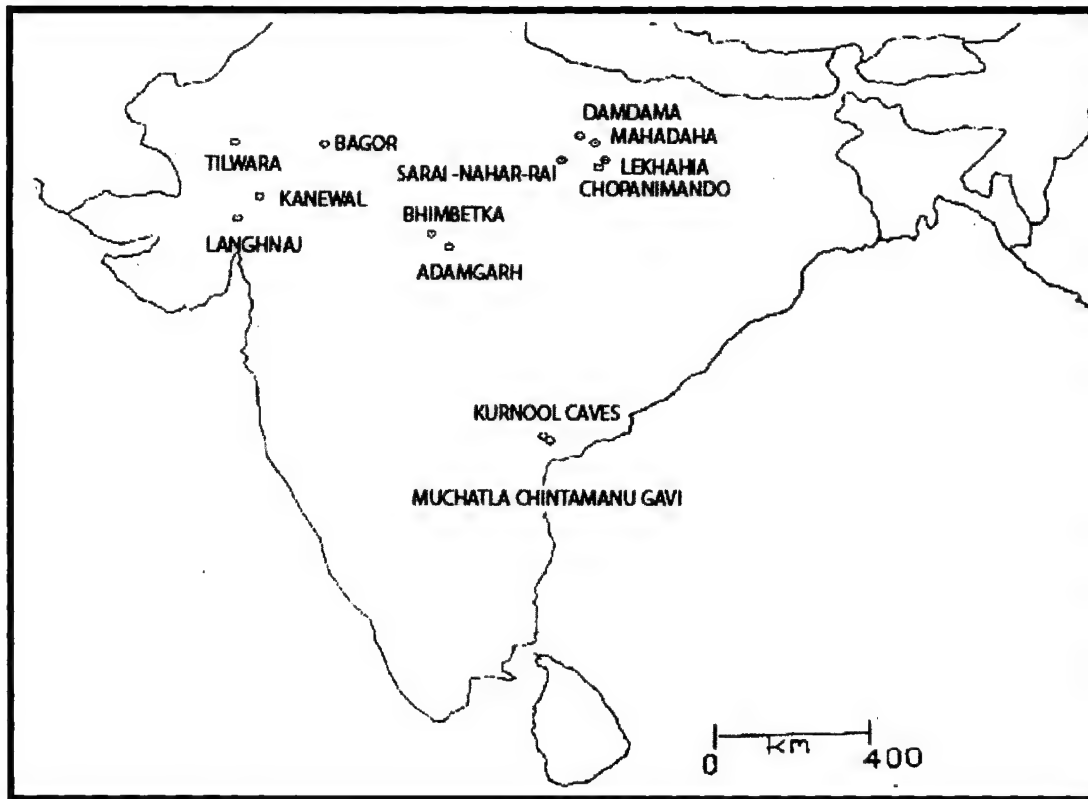 DAMDAMA
MAHADAHA
BAGOR
TILWARA
SARAI -NAHAR-RAI
LEKHAHIA
CHOPANIMANDO
KANEWAL
BHIMBETKA
LANGHNAJ
ADAMGARH
KURNOOL CAVES
MUCHATLA CHINTAMANU GAVI
KM
0 400